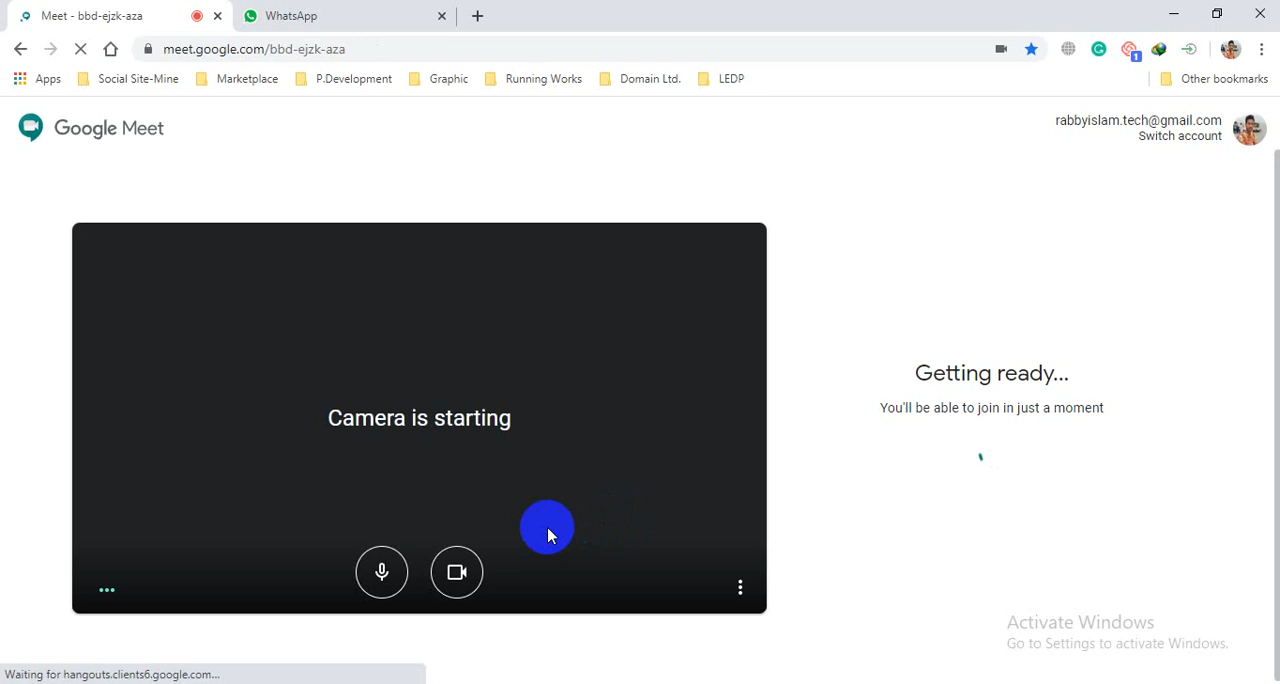 Meet - bbd-ejzk-aza
WhatsApp
meet.google.com/bbd-ejzk-aza
1
Apps
Social Site-Mine
Marketplace
P.Development
Graphic
Running Works
Domain Ltd.
LEDP
Other bookmarks
Google Meet
rabbyislam.tech@gmail.com
Switch account
Camera is starting
Getting ready...
You'll be able to join in just a moment
Activate Windows
Go to Settings to activate Windows.
Waiting for hangouts.clients6.google.com...